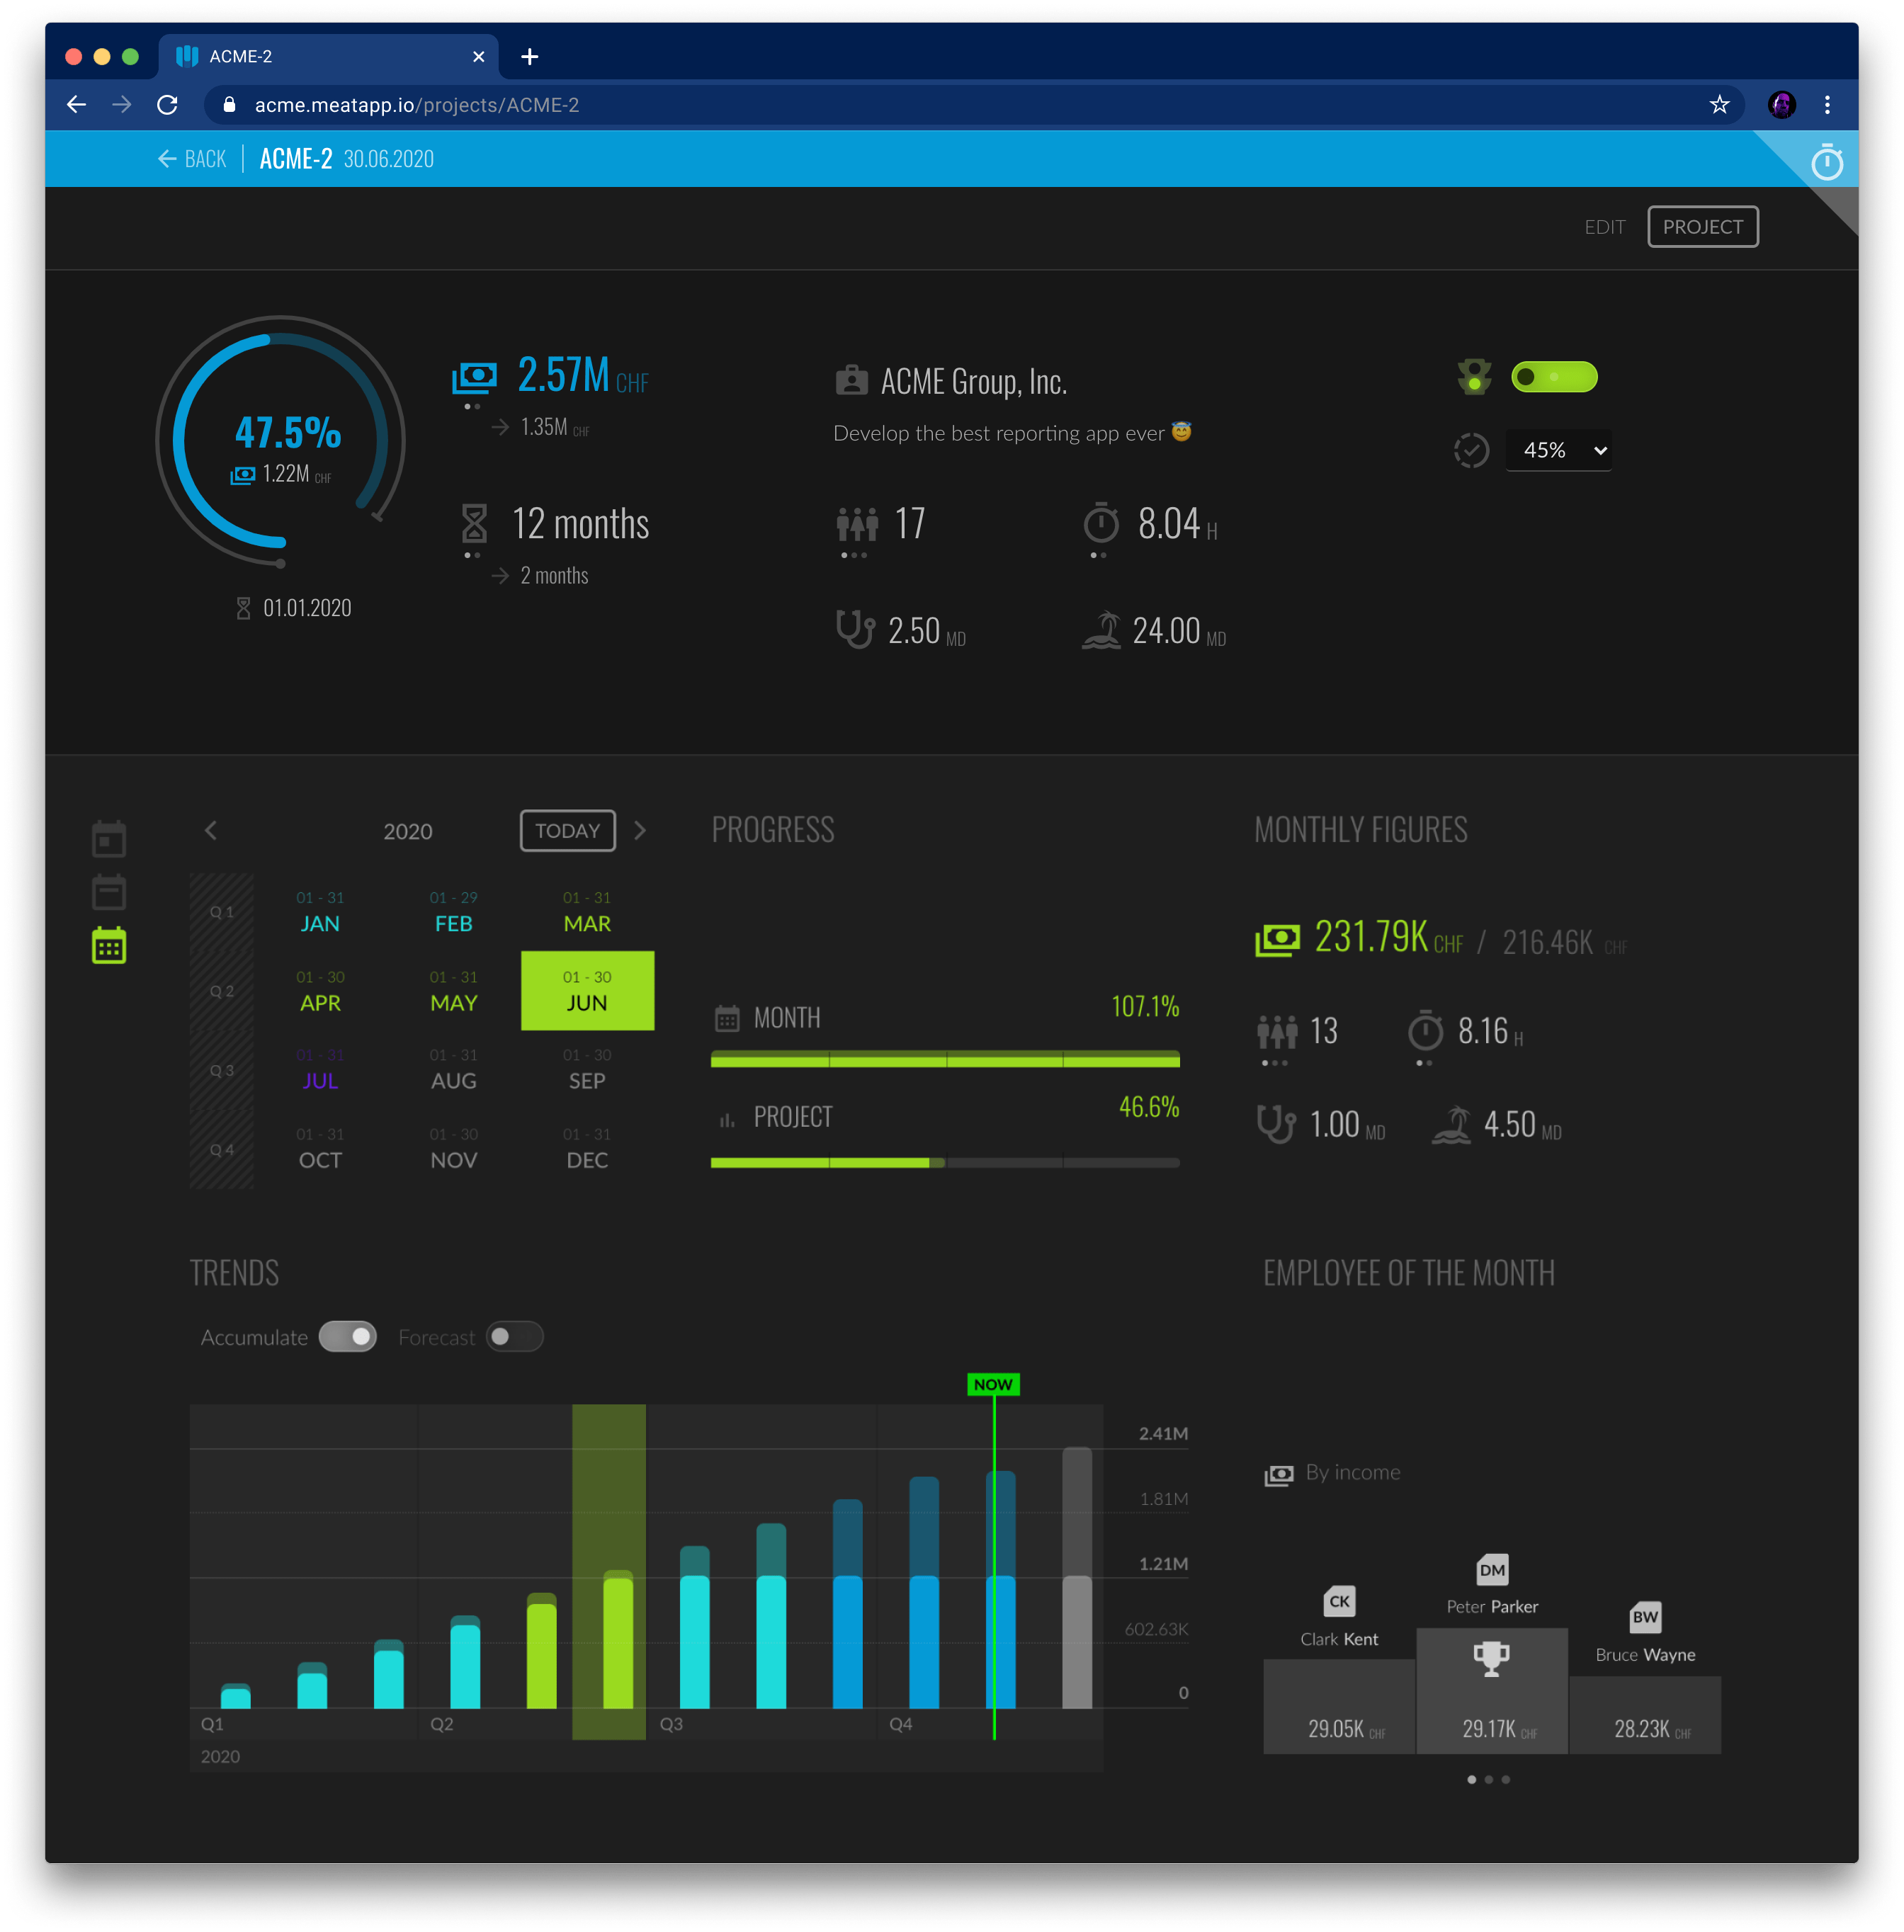 ACME-2
acme.meatapp.io/projects/ACME-2
BACK ACME-2 30.06.2020
EDIT PROJECT
47.5%
1.22M CHF
01.01.2020
2.57M CHF
1.35M CHF
12 months
2 months
ACME Group, Inc.
Develop the best reporting app ever 😇
17 8.04 H
2.50 MD 24.00 MD
45%
2020 TODAY
Q 1
01 - 31 01 - 29 01 - 31
JAN FEB MAR
Q 2
01 - 30 01 - 31 01 - 30
APR MAY JUN
Q 3
01 - 31 01 - 31 01 - 30
JUL AUG SEP
Q 4
01 - 31 01 - 30 01 - 31
OCT NOV DEC
PROGRESS
MONTH 107.1%
PROJECT 46.6%
MONTHLY FIGURES
231.79K CHF / 216.46K CHF
13 8.16 H
1.00 MD 4.50 MD
TRENDS
Accumulate Forecast
NOW
2.41M
1.81M
1.21M
602.63K
0
Q1 Q2 Q3 Q4
2020
EMPLOYEE OF THE MONTH
By income
CK
Clark Kent
29.05K CHF
DM
Peter Parker
29.17K CHF
BW
Bruce Wayne
28.23K CHF